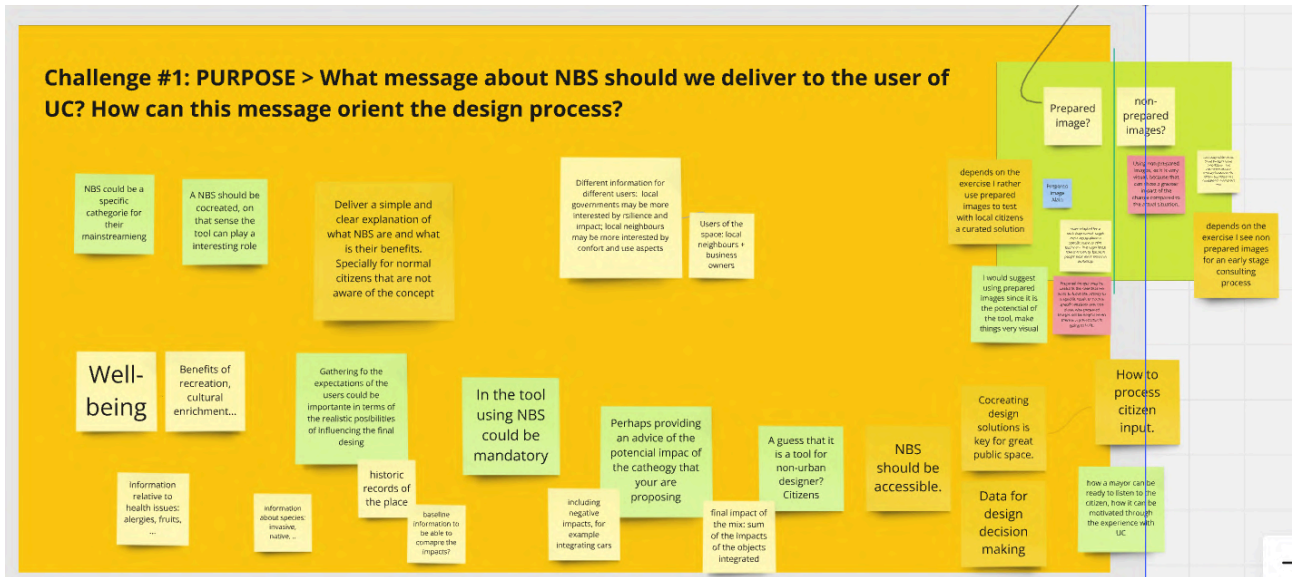 Challenge #1: PURPOSE > What message about NBS should we deliver to the user of
UC? How can this message orient the design process?
Prepared
image?
non-
prepared
images?
NBS could be a
specific
cathegorie for
their
mainstreamieng
A NBS should be
cocreated, on
that sense the
tool can play a
interesting role
Deliver a simple and
clear explanation of
what NBS are and what
is their benefits.
Specially for normal
citizens that are not
aware of the concept
Different information for
different users: local
governments may be more
interested by rsilience and
impact; local neighbours
may be more interested by
confort and use aspects
Users of the
space: local
neighbours +
business
owners
depends on the
exercise I rather
use prepared
images to test
with local citizens
a curated solution
depends on the
exercise I see non
prepared images
for an early stage
consulting
process
I would suggest
using prepared
images since it is
the potenctial of
the tool, make
things very visual
Well-
being
Benefits of
recreation,
cultural
enrichment...
Gathering fo the
expectations of the
users could be
importante in terms of
the realistic posibilities
of influencing the final
desing
In the tool
using NBS
could be
mandatory
Perhaps providing
an advice of the
potencial impac of
the catheogy that
your are
proposing
A guess that it
is a tool for
non-urban
designer?
Citizens
NBS
should be
accessible.
Cocreating
design
solutions is
key for great
public space.
How to
process
citizen
input.
Information
relative to
health issues:
alergies, fruits,
...
information
about species:
invasive,
native, ..
historic
records of
the place
baseline
information to
be able to
comapre the
impacts?
including
negative
impacts, for
example
integrating cars
final impact of
the mix: sum
of the Impacts
of the objects
integrated
Data for
design
decision
making
how a mayor can be
ready to listen to the
citizen, how it can be
motivated through
the experience with
UC